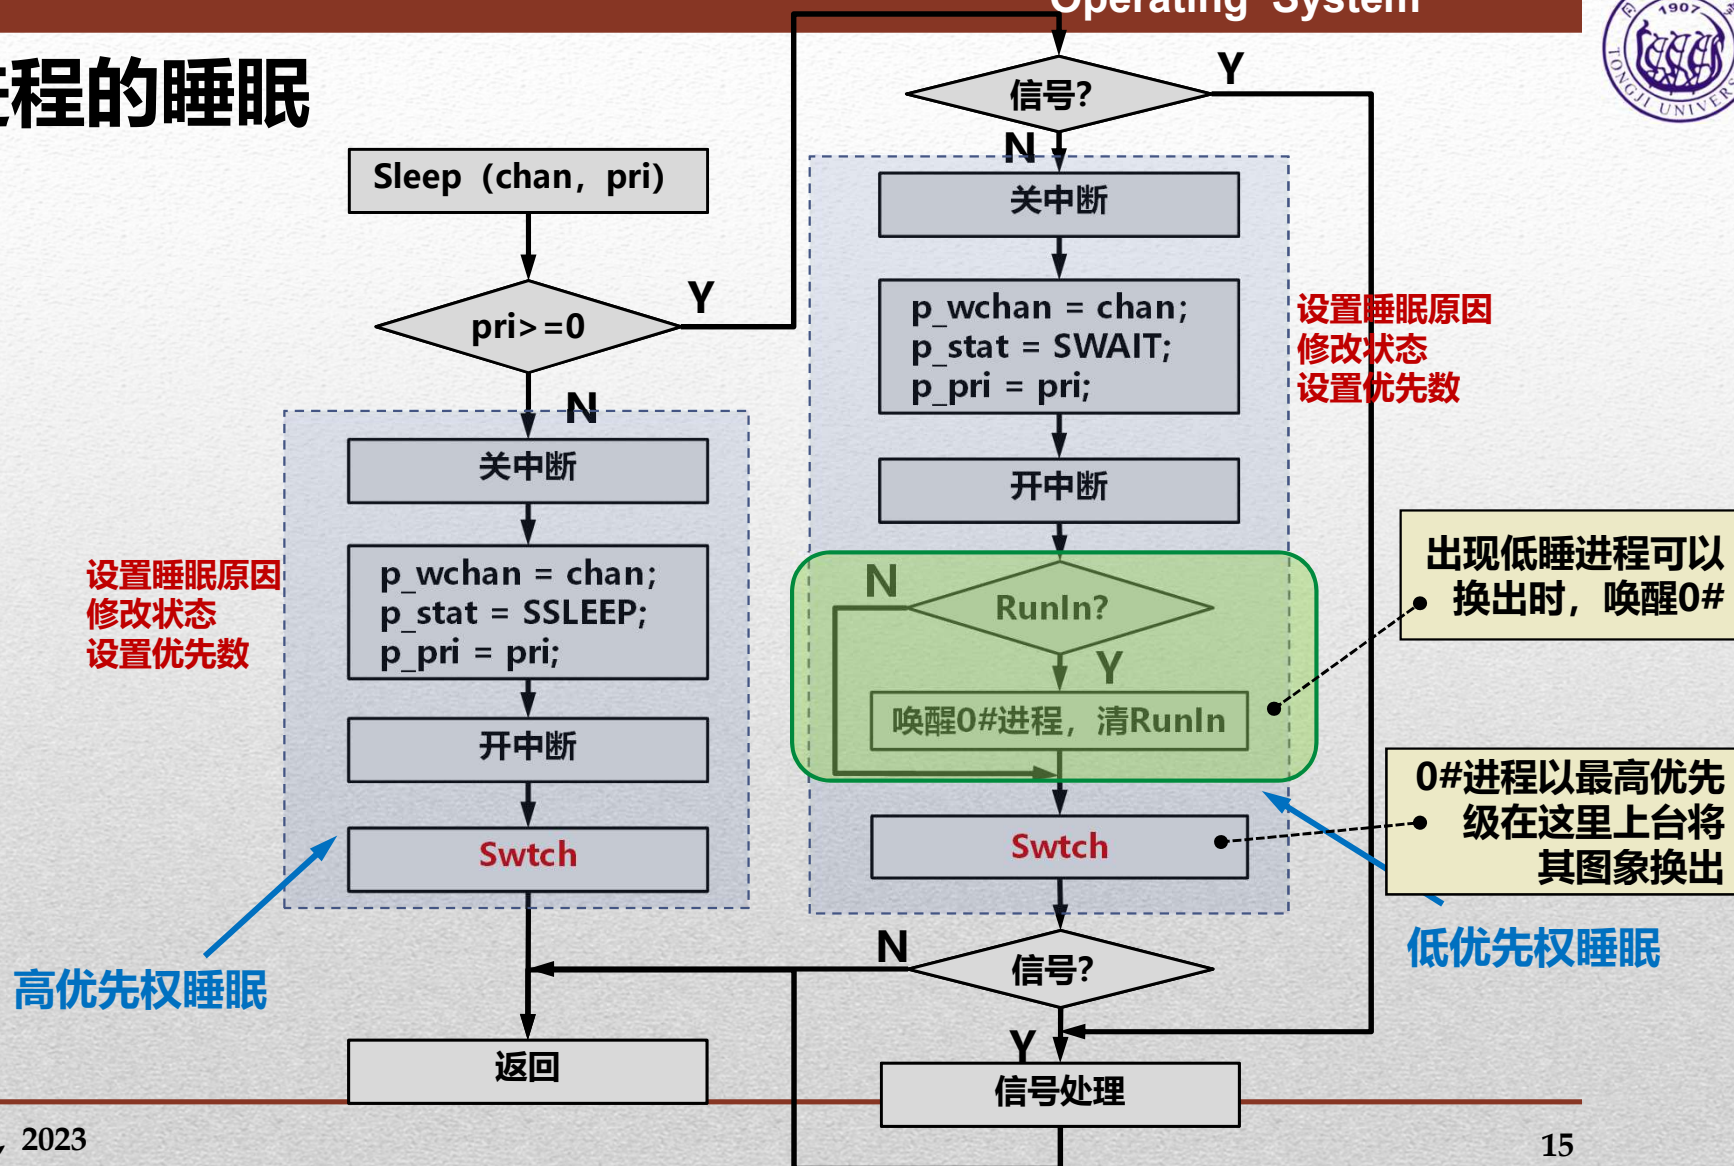 Operating System
程的睡眠
1907
TONGJI UNIVER
Sleep (chan, pri)
pri>=0
Y
N
关中断
p_wchan = chan;
p_stat = SSLEEP;
p_pri = pri;
开中断
Swtch
返回
设置睡眠原因
修改状态
设置优先数
高优先权睡眠
信号?
Y
N
关中断
p_wchan = chan;
p_stat = SWAIT;
p_pri = pri;
开中断
N
RunIn?
Y
唤醒0#进程，清RunIn
Swtch
N
信号?
Y
信号处理
设置睡眠原因
修改状态
设置优先数
出现低睡进程可以
换出时，唤醒0#
0#进程以最高优先
级在这里上台将
其图象换出
低优先权睡眠
, 2023
15